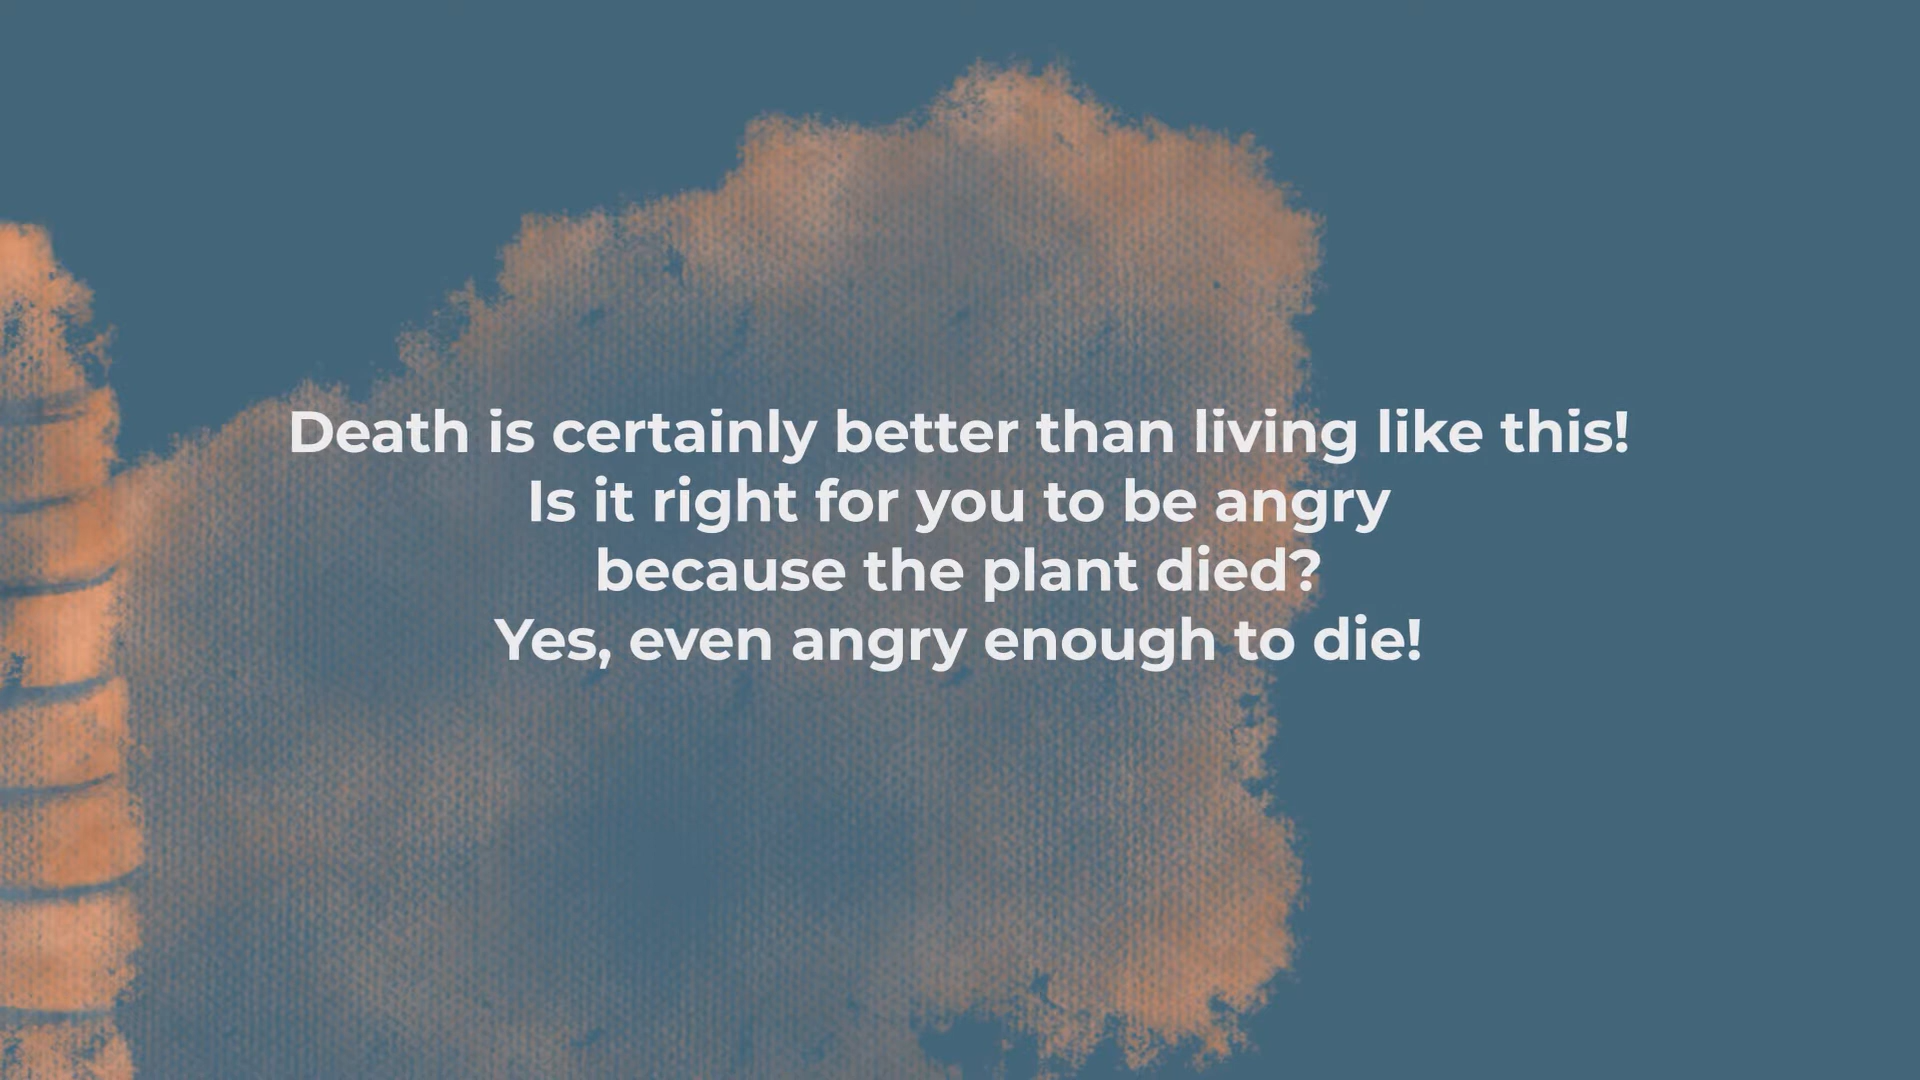 Death is certainly better than living like this!
Is it right for you to be angry
because the plant died?
Yes, even angry enough to die!